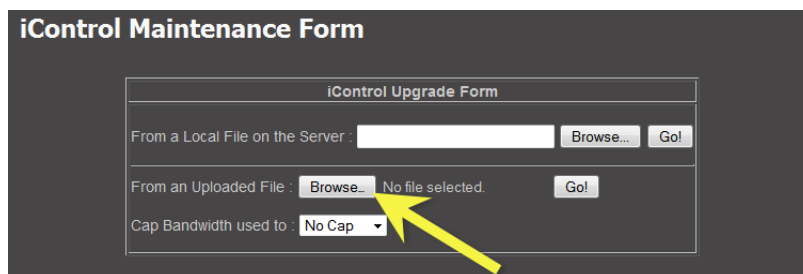 iControl Maintenance Form
iControl Upgrade Form
From a Local File on the Server : Browse... Go!
From an Uploaded File : Browse... No file selected. Go!
Cap Bandwidth used to : No Cap